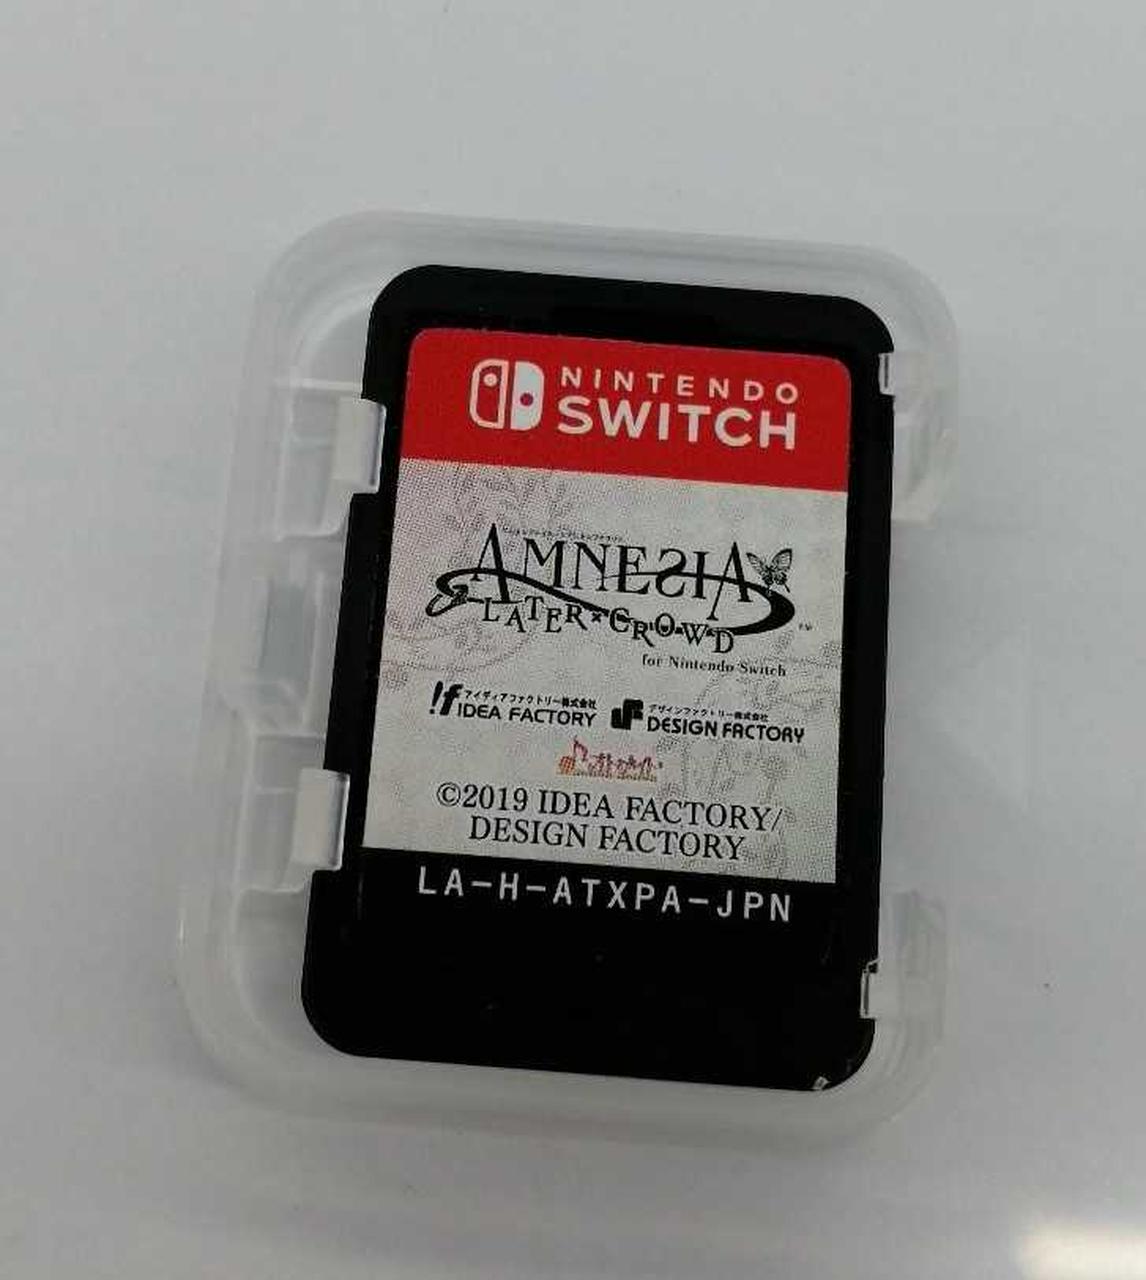 NINTENDO
SWITCH
AMNESIA
LATER×CROWD
™
for Nintendo Switch
アイディアファクトリー株式会社
IDEA FACTORY
デザインファクトリー株式会社
DESIGN FACTORY
©2019 IDEA FACTORY/
DESIGN FACTORY
LA-H-ATXPA-JPN